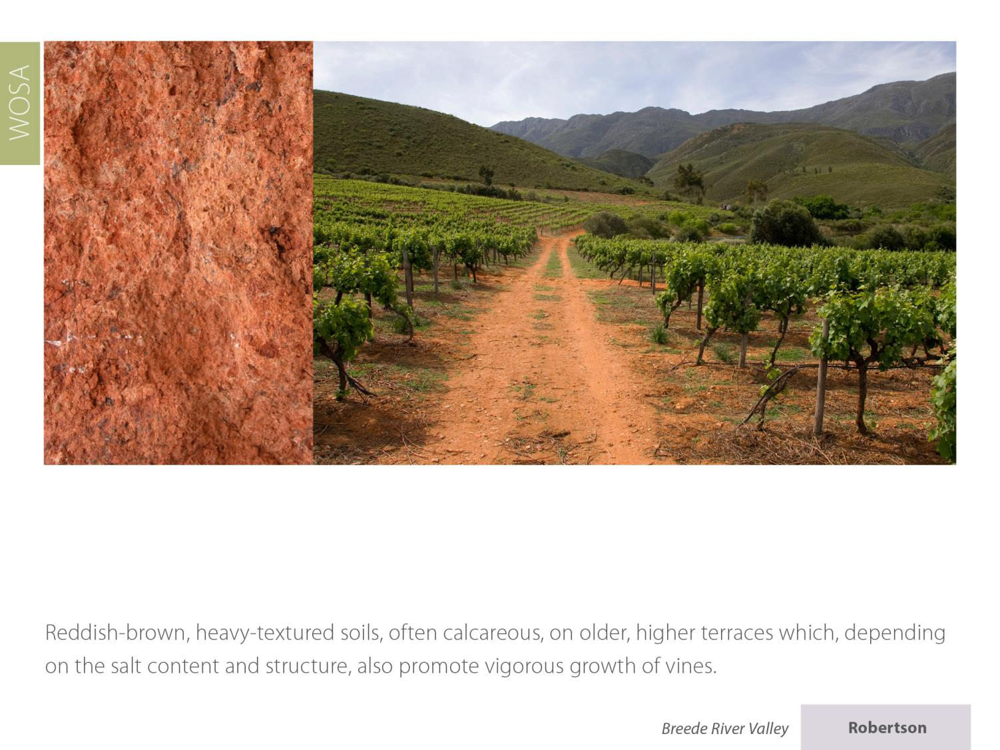 WOSA
Reddish-brown, heavy-textured soils, often calcareous, on older, higher terraces which, depending
on the salt content and structure, also promote vigorous growth of vines.
Breede River Valley
Robertson